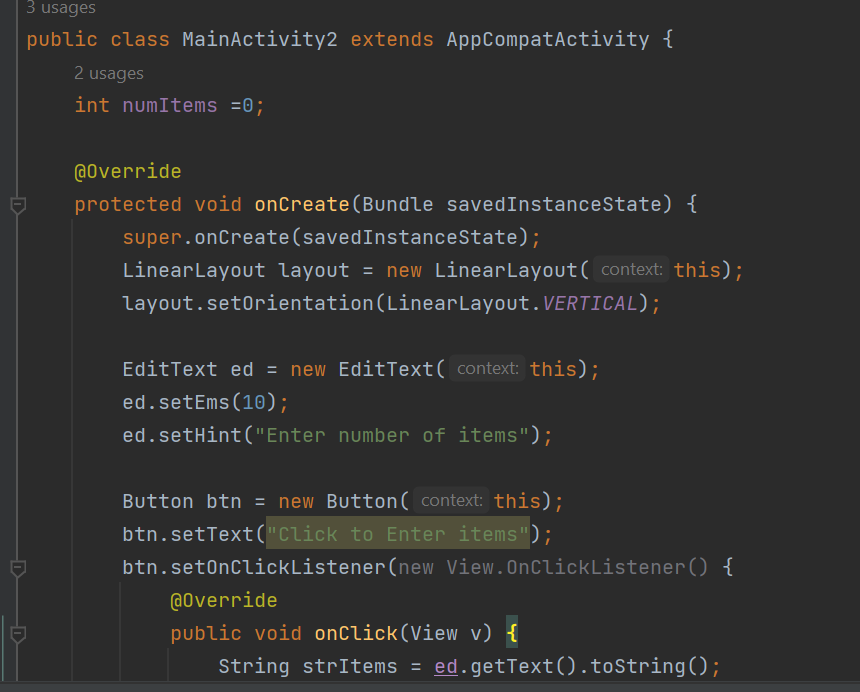 3 usages
public class MainActivity2 extends AppCompatActivity {
2 usages
int numItems =0;
@Override
protected void onCreate(Bundle savedInstanceState) {
super.onCreate(savedInstanceState);
LinearLayout layout = new LinearLayout( context: this);
layout.setOrientation(LinearLayout.VERTICAL);
EditText ed = new EditText( context: this);
ed.setEms(10);
ed.setHint("Enter number of items");
Button btn = new Button( context: this);
btn.setText("Click to Enter items");
btn.setOnClickListener(new View.OnClickListener() {
@Override
public void onClick(View v) {
String strItems = ed.getText().toString();